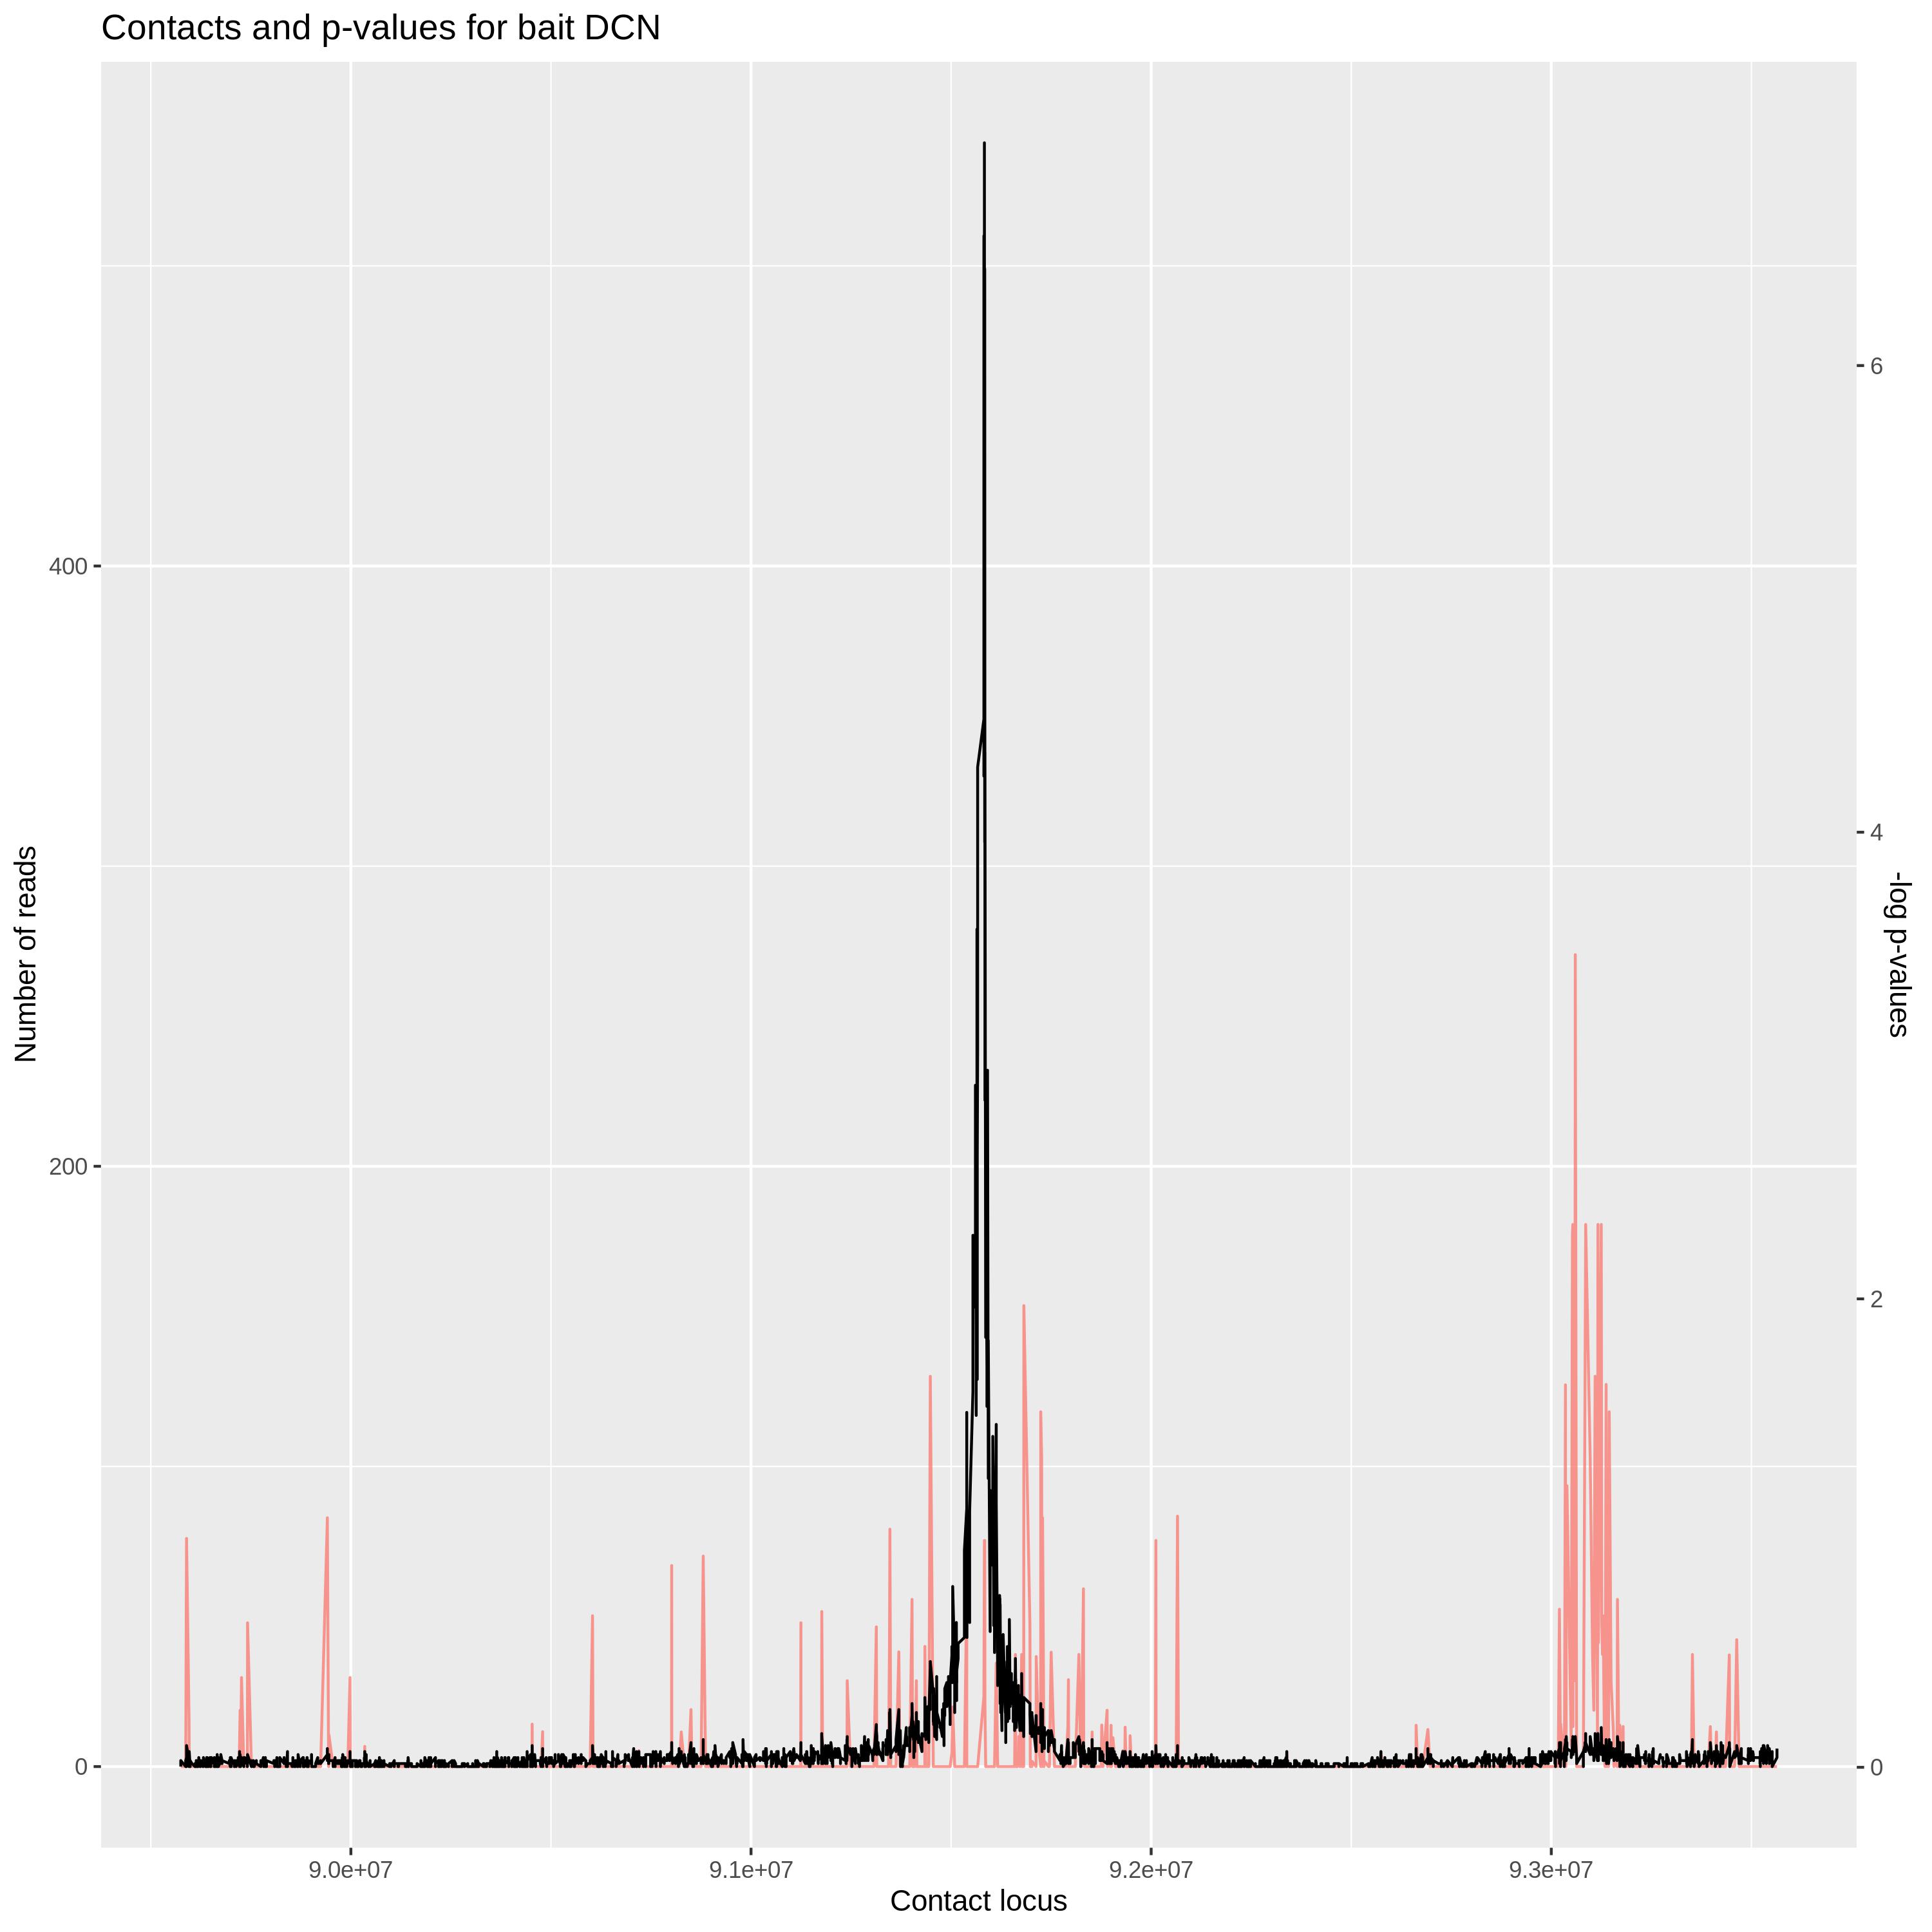 Contacts and p-values for bait DCN
Number of reads
400
200
0
6
4
2
0
-log p-values
9.0e+07
9.1e+07
9.2e+07
9.3e+07
Contact locus